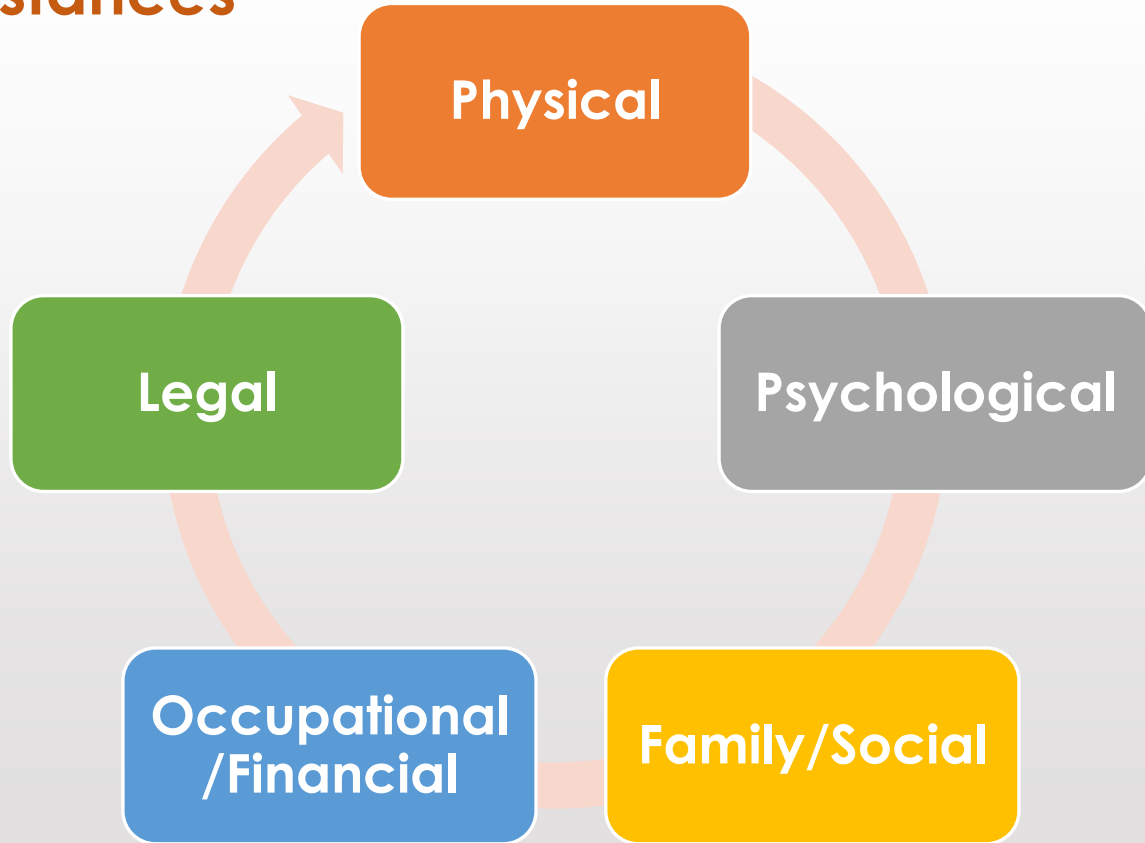 Physical
Psychological
Family/Social
Occupational
/Financial
Legal